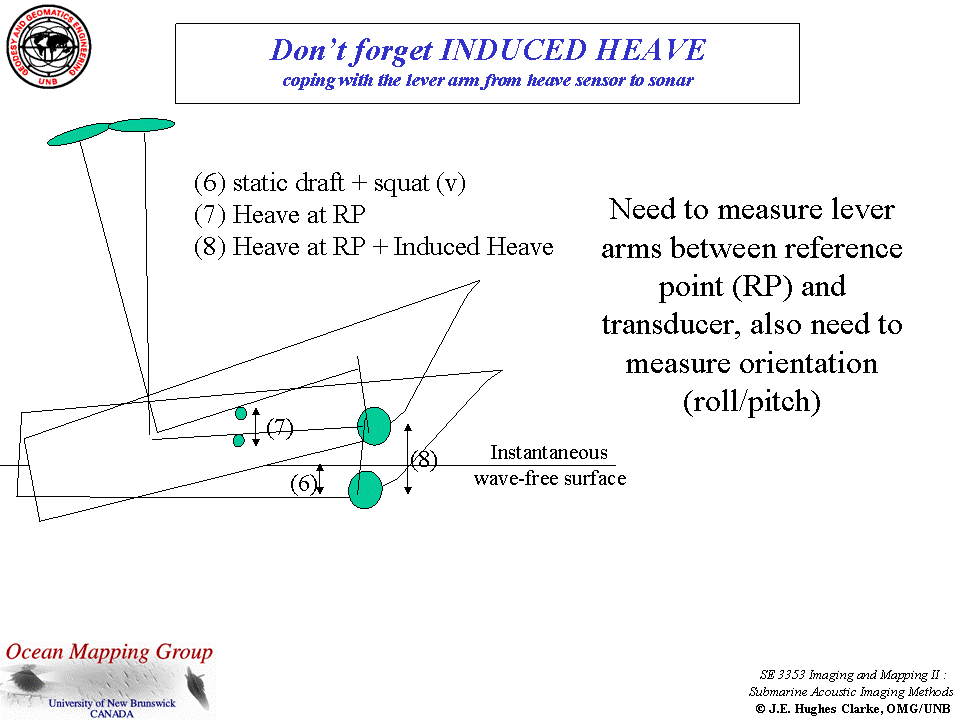 GEODESY AND GEOMATICS ENGINEERING
UNB
Don't forget INDUCED HEAVE
coping with the lever arm from heave sensor to sonar
(6) static draft + squat (v)
(7) Heave at RP
(8) Heave at RP + Induced Heave
Need to measure lever
arms between reference
point (RP) and
transducer, also need to
measure orientation
(roll/pitch)
(7)
(8)
(6)
Instantaneous
wave-free surface
Ocean Mapping Group
University of New Brunswick
CANADA
SE 3353 Imaging and Mapping II :
Submarine Acoustic Imaging Methods
© J.E. Hughes Clarke, OMG/UNB